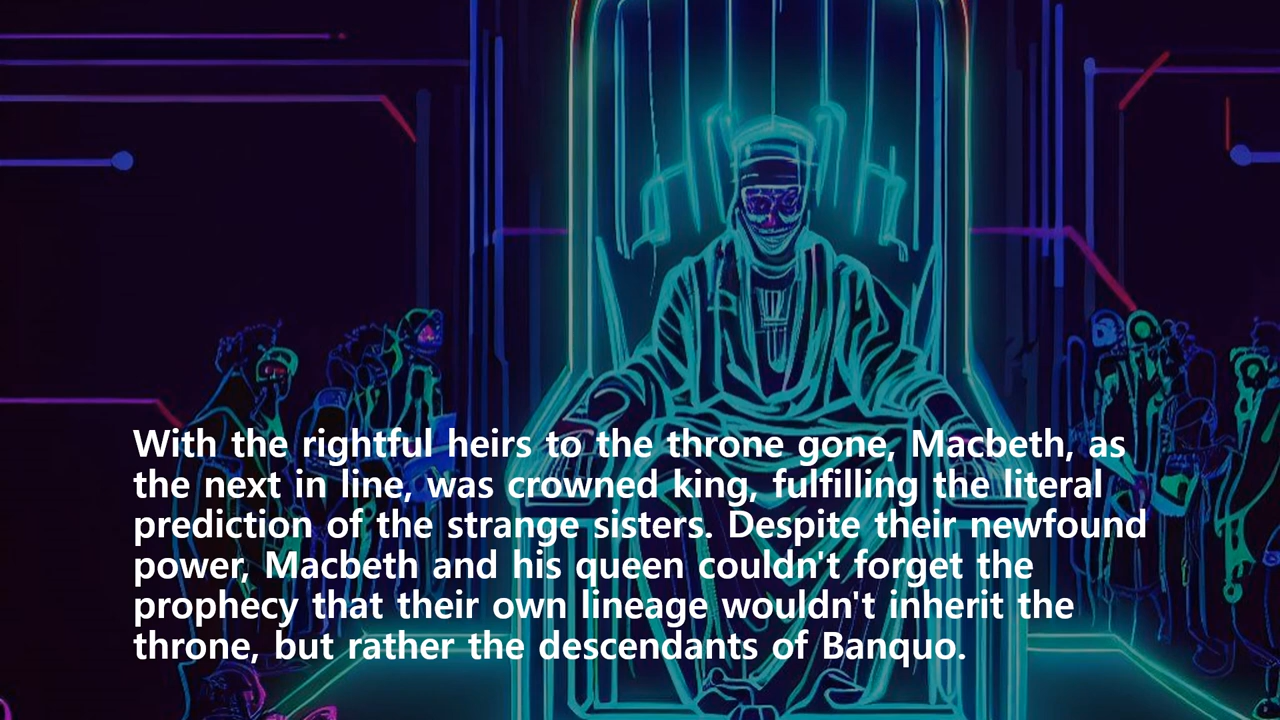 With the rightful heirs to the throne gone, Macbeth, as
the next in line, was crowned king, fulfilling the literal
prediction of the strange sisters. Despite their newfound
power, Macbeth and his queen couldn't forget the
prophecy that their own lineage wouldn't inherit the
throne, but rather the descendants of Banquo.